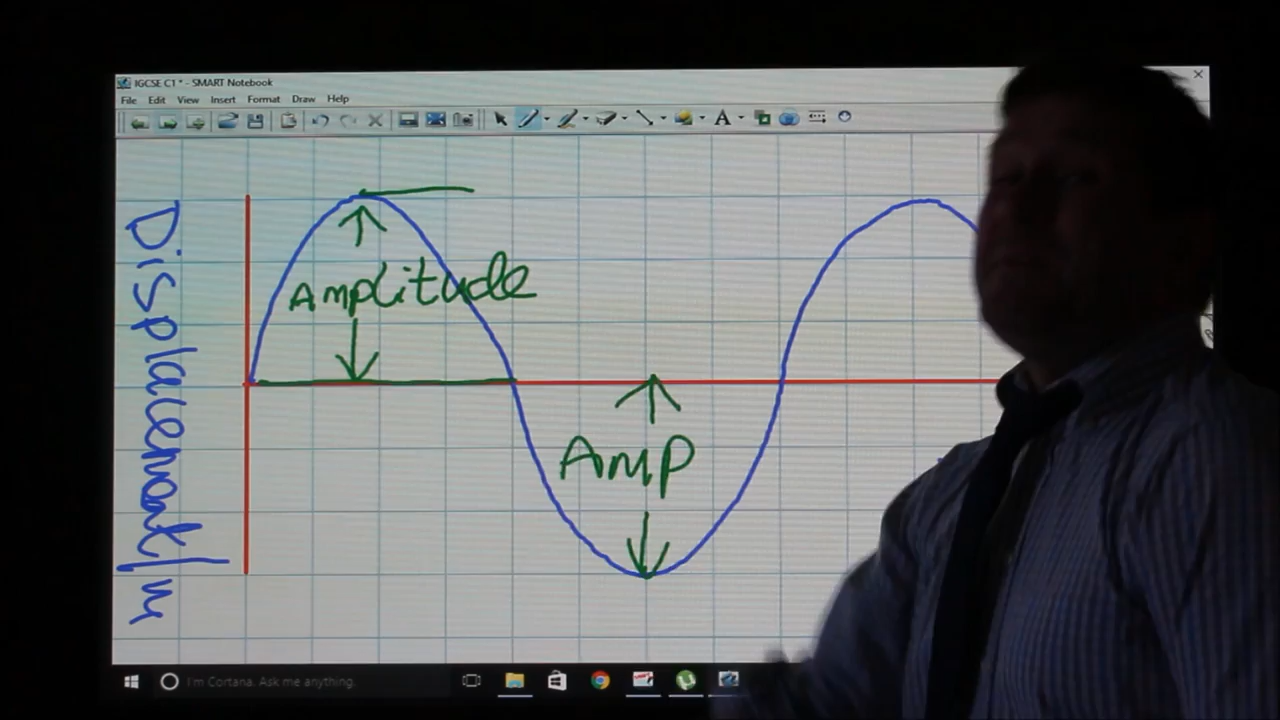 IGCSE C1 * - SMART Notebook
File Edit View Insert Format Draw Help
Displacement/m
Amplitude
Amp
I'm Cortana. Ask me anything.